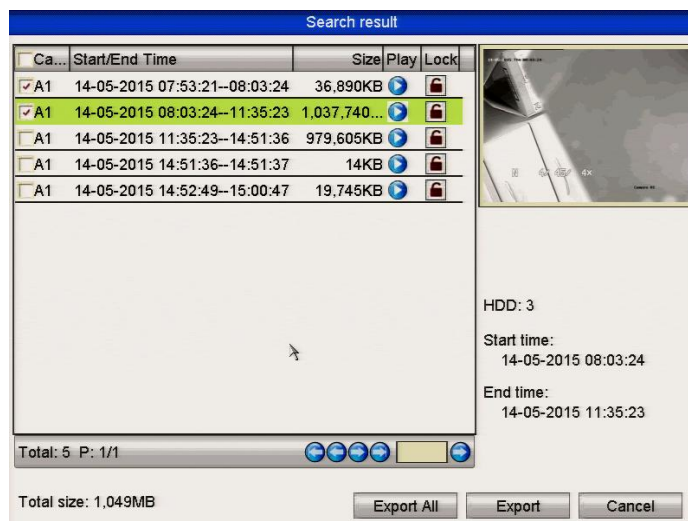 Search result
Ca... Start/End Time Size Play Lock
A1 14-05-2015 07:53:21--08:03:24 36,890KB
A1 14-05-2015 08:03:24--11:35:23 1,037,740...
A1 14-05-2015 11:35:23--14:51:36 979,605KB
A1 14-05-2015 14:51:36--14:51:37 14KB
A1 14-05-2015 14:52:49--15:00:47 19,745KB
HDD: 3
Start time:
14-05-2015 08:03:24
End time:
14-05-2015 11:35:23
Total: 5 P: 1/1
Total size: 1,049MB
Export All Export Cancel